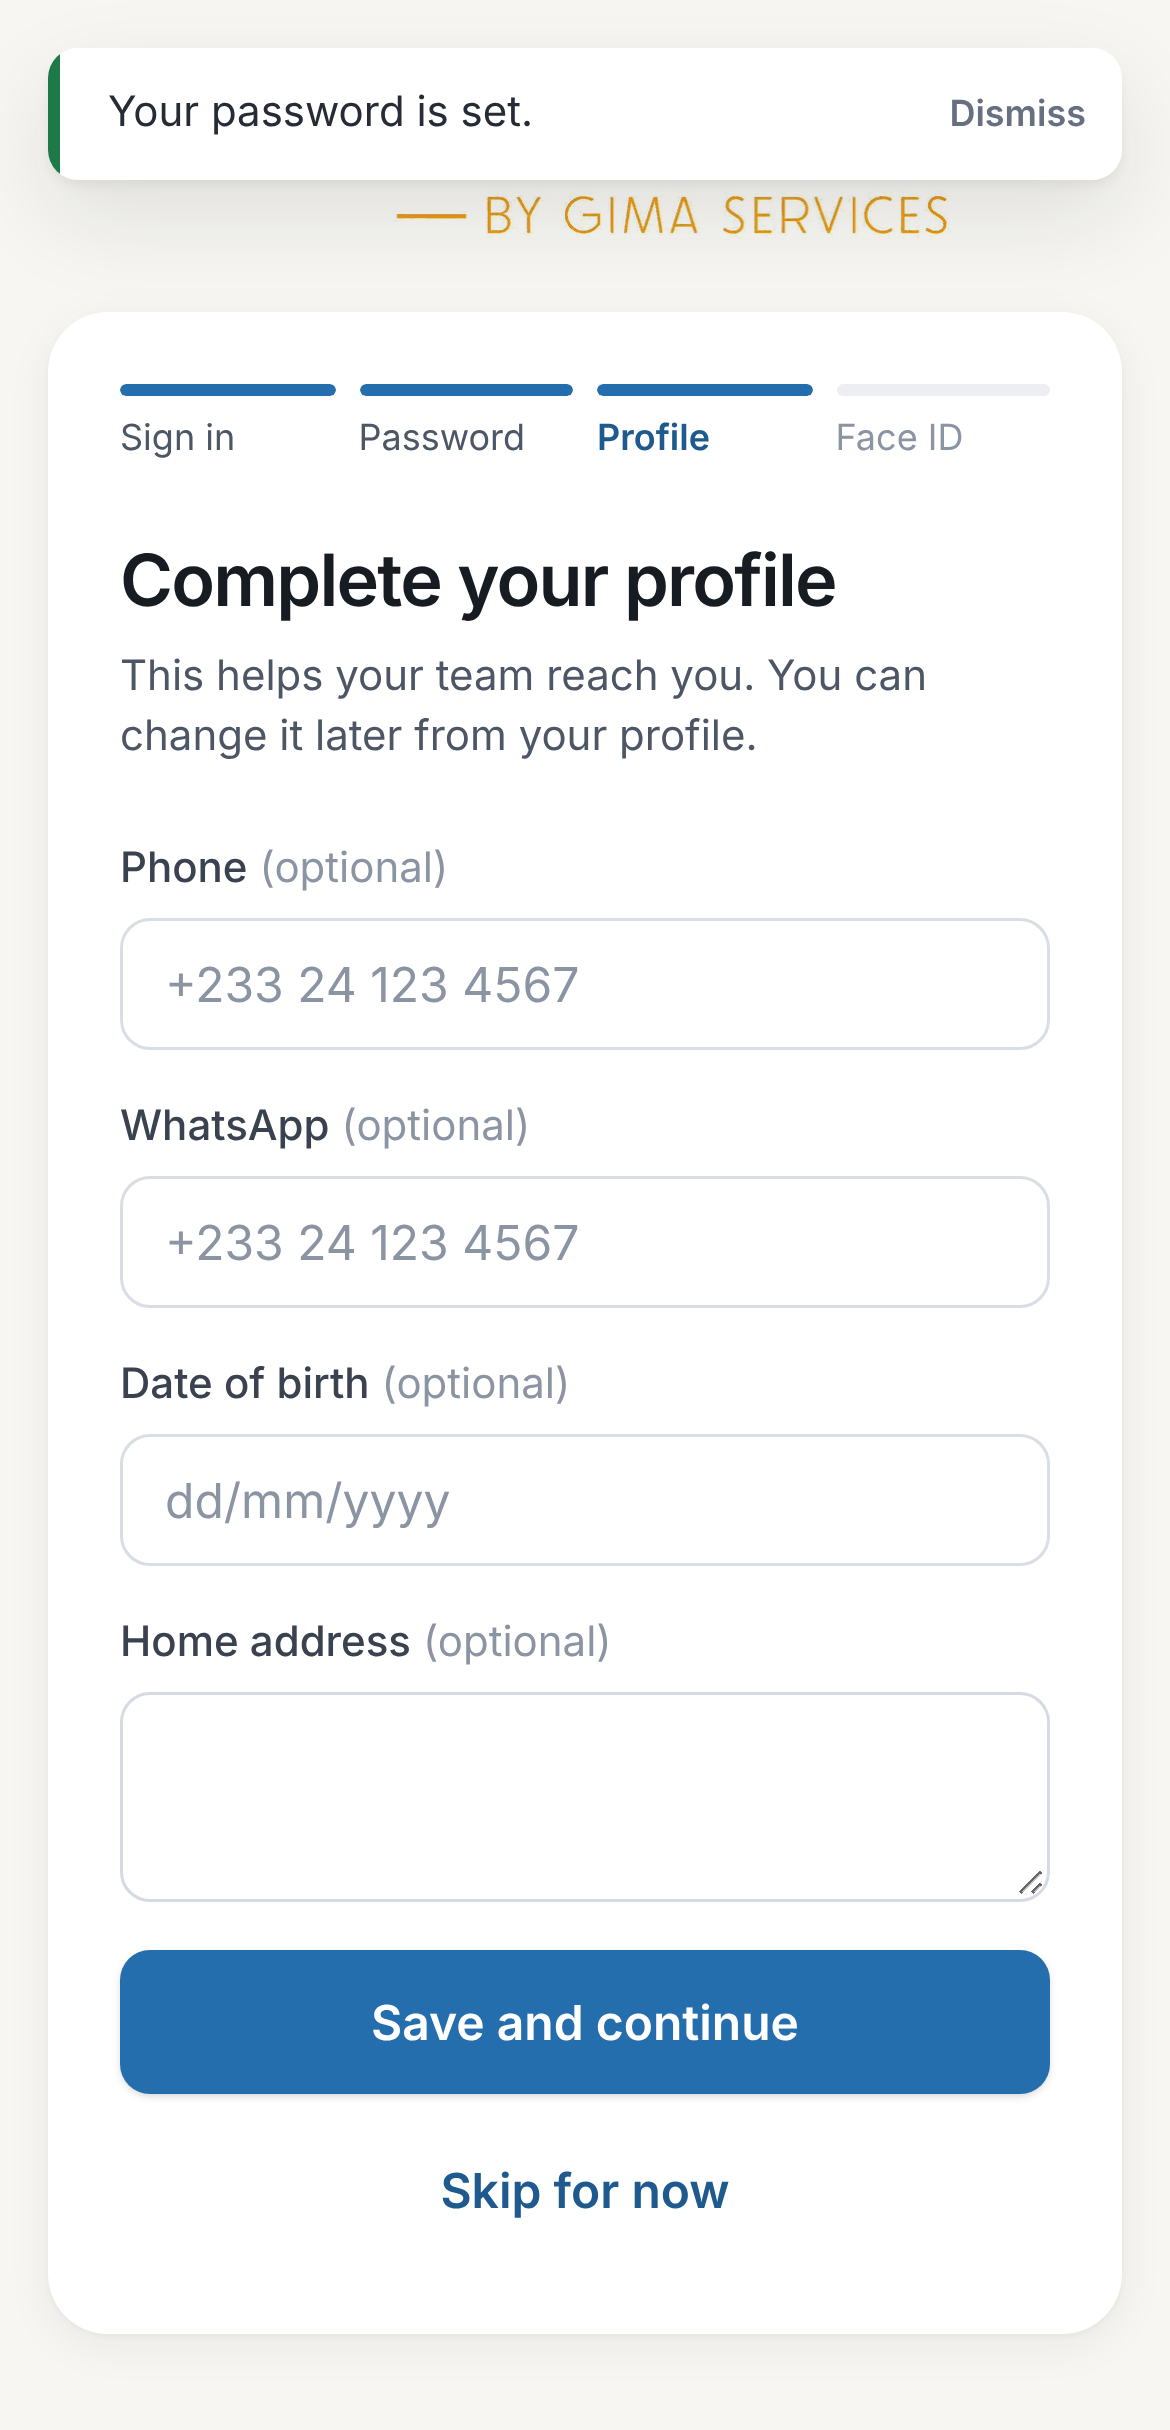 Your password is set.
Dismiss
BY GIMA SERVICES
Sign in
Password
Profile
Face ID
Complete your profile
This helps your team reach you. You can
change it later from your profile.
Phone (optional)
+233 24 123 4567
WhatsApp (optional)
+233 24 123 4567
Date of birth (optional)
dd/mm/yyyy
Home address (optional)
Save and continue
Skip for now